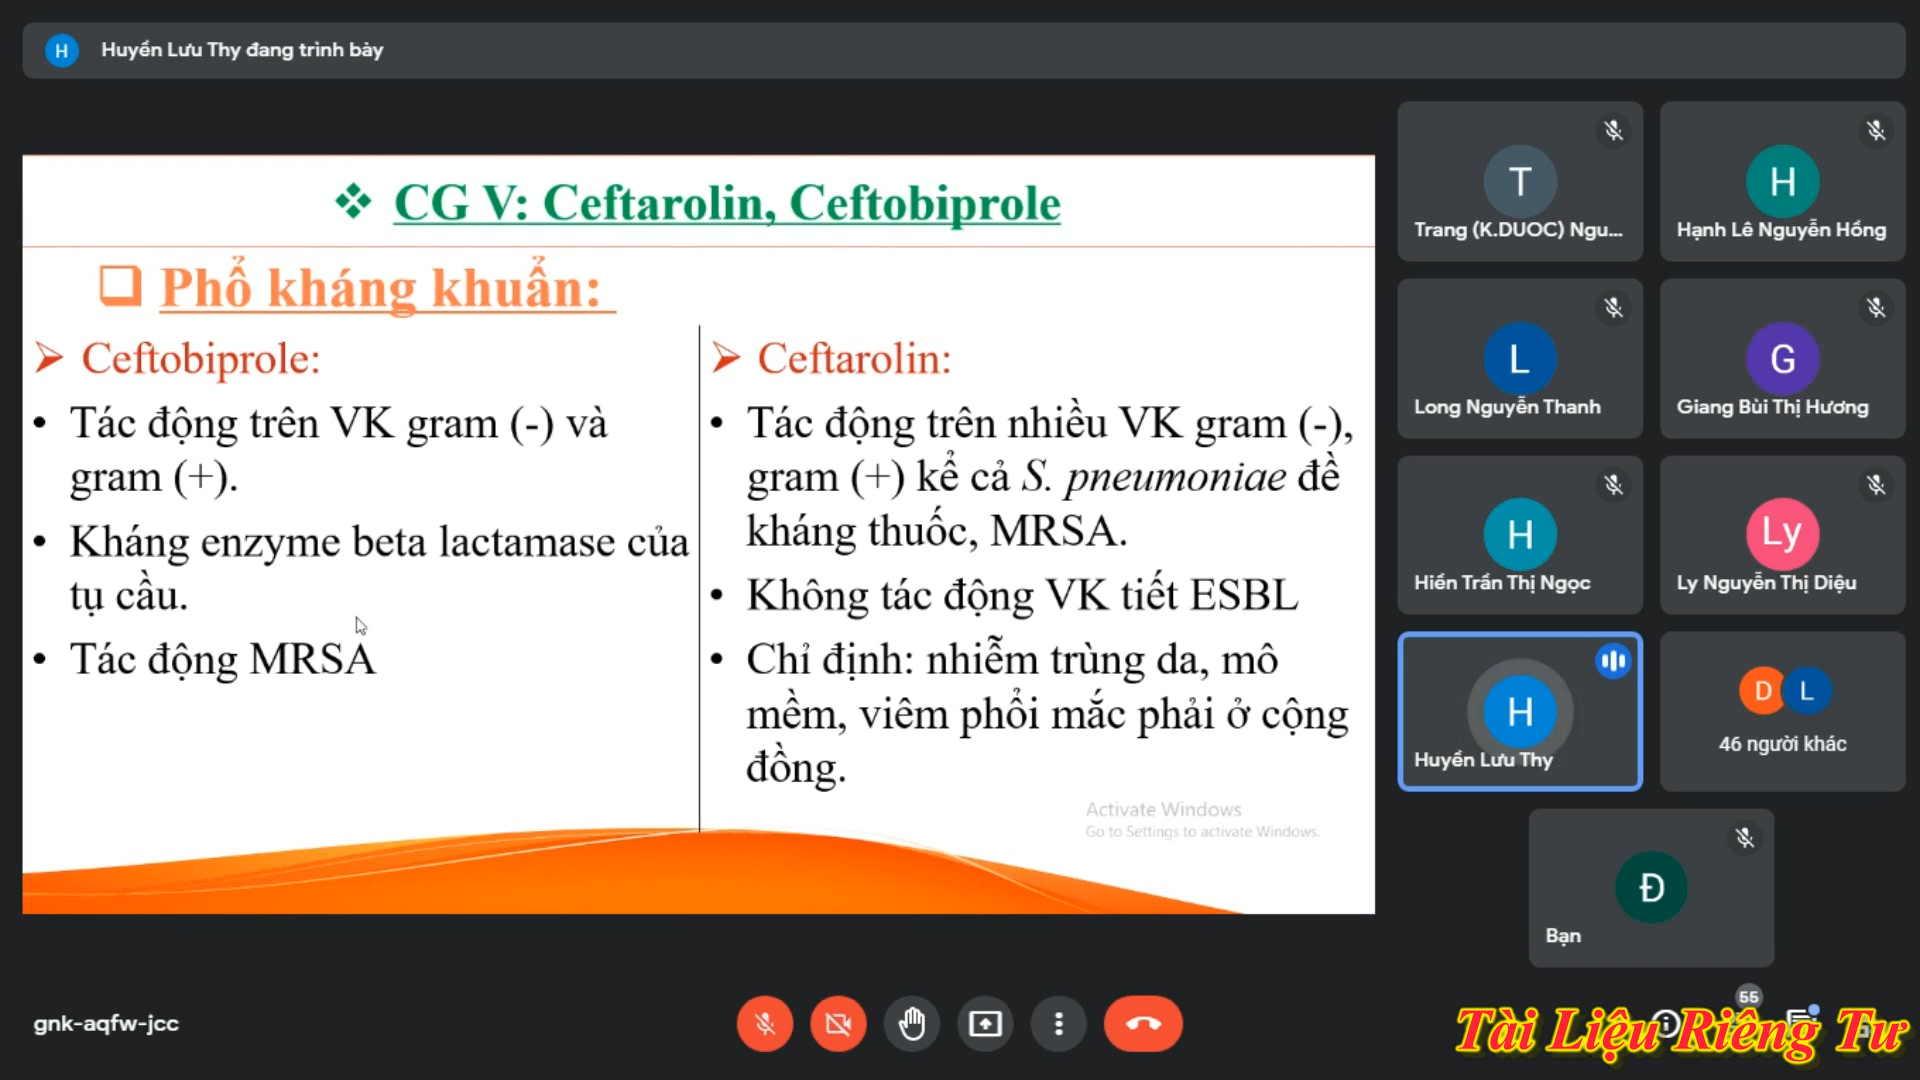 H Huyền Lưu Thy đang trình bày
❖ CG V: Ceftarolin, Ceftobiprole
❑ Phổ kháng khuẩn:
➢ Ceftobiprole:
• Tác động trên VK gram (-) và
gram (+).
• Kháng enzyme beta lactamase của
tụ cầu.
• Tác động MRSA
➢ Ceftarolin:
• Tác động trên nhiều VK gram (-),
gram (+) kể cả S. pneumoniae đề
kháng thuốc, MRSA.
• Không tác động VK tiết ESBL
• Chỉ định: nhiễm trùng da, mô
mềm, viêm phổi mắc phải ở cộng
đồng.
Activate Windows
Go to Settings to activate Windows.
T
Trang (K.DUOC) Ngu...
H
Hạnh Lê Nguyễn Hồng
L
Long Nguyễn Thanh
G
Giang Bùi Thị Hương
H
Hiền Trần Thị Ngọc
Ly
Ly Nguyễn Thị Diệu
H
Huyền Lưu Thy
D L
46 người khác
Đ
Bạn
gnk-aqfw-jcc
55
Tài Liệu Riêng Tư